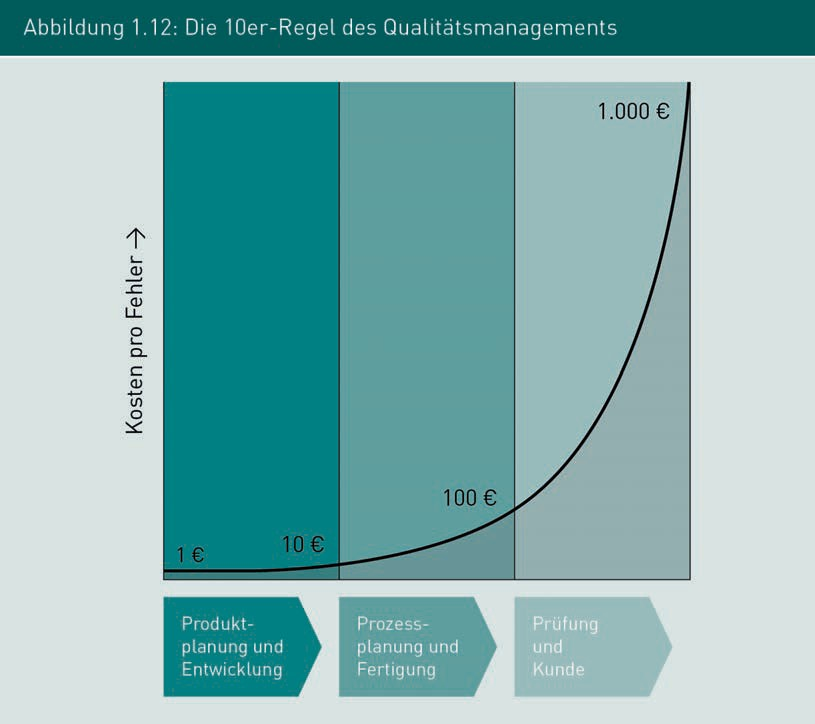 Abbildung 1.12: Die 10er-Regel des Qualitätsmanagements
1.000 €
Kosten pro Fehler →
100 €
10 €
1 €
Produkt-
planung und
Entwicklung
Prozess-
planung und
Fertigung
Prüfung
und
Kunde